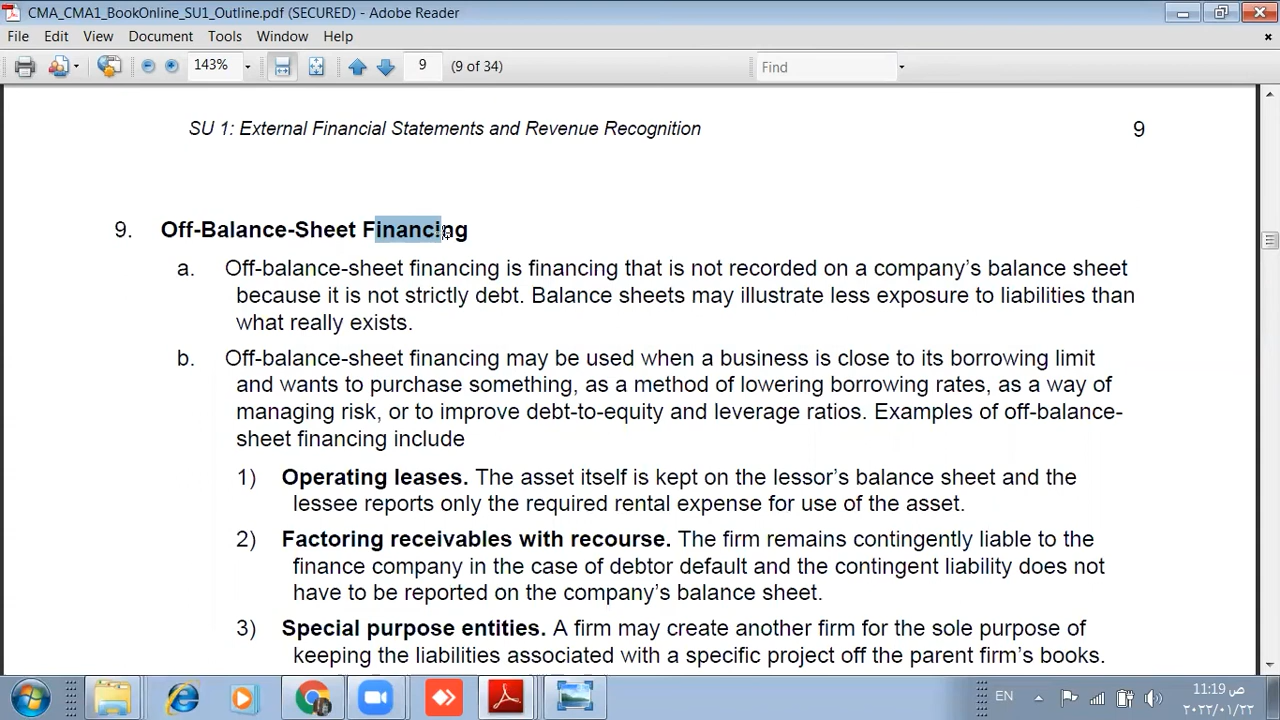 CMA_CMA1_BookOnline_SU1_Outline.pdf (SECURED) - Adobe Reader
File Edit View Document Tools Window Help
143% 9 (9 of 34) Find
SU 1: External Financial Statements and Revenue Recognition 9
9. Off-Balance-Sheet Financing
a. Off-balance-sheet financing is financing that is not recorded on a company's balance sheet
because it is not strictly debt. Balance sheets may illustrate less exposure to liabilities than
what really exists.
b. Off-balance-sheet financing may be used when a business is close to its borrowing limit
and wants to purchase something, as a method of lowering borrowing rates, as a way of
managing risk, or to improve debt-to-equity and leverage ratios. Examples of off-balance-
sheet financing include
1) Operating leases. The asset itself is kept on the lessor's balance sheet and the
lessee reports only the required rental expense for use of the asset.
2) Factoring receivables with recourse. The firm remains contingently liable to the
finance company in the case of debtor default and the contingent liability does not
have to be reported on the company's balance sheet.
3) Special purpose entities. A firm may create another firm for the sole purpose of
keeping the liabilities associated with a specific project off the parent firm's books.
EN 11:19 ص
٢٠٢٢/٠١/٢٢